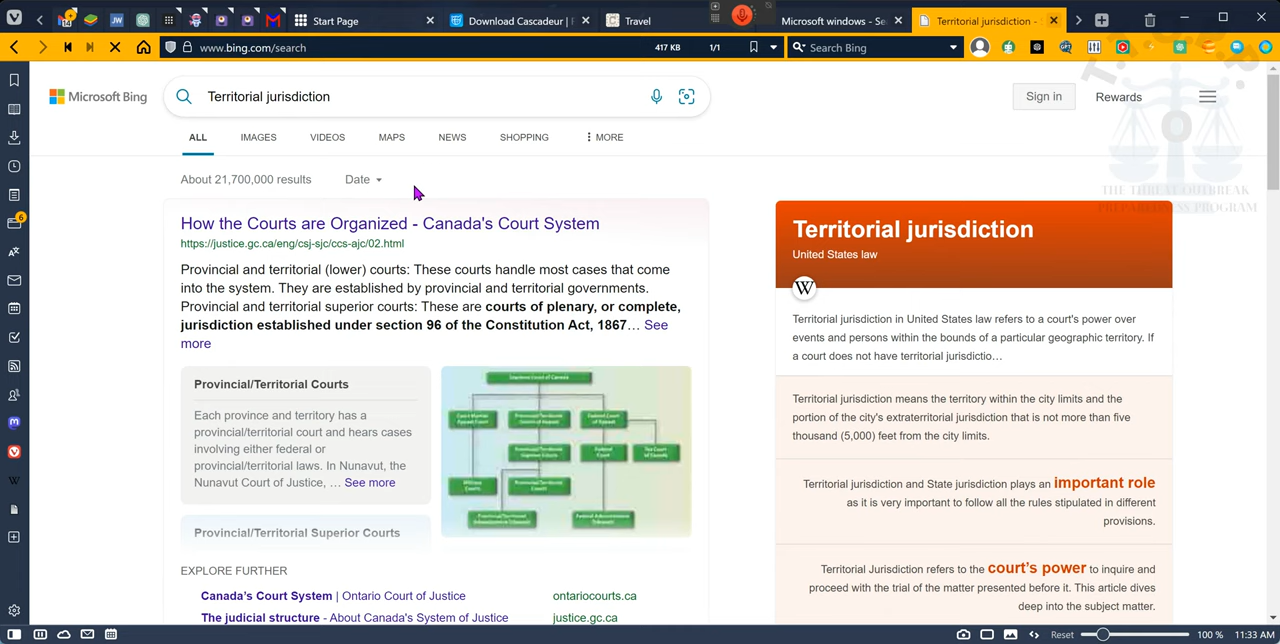 Start Page
Download Cascadeur |
Travel
Microsoft windows - Se
Territorial jurisdiction -
www.bing.com/search
417 KB
1/1
Search Bing
Microsoft Bing
Territorial jurisdiction
Sign in
Rewards
ALL
IMAGES
VIDEOS
MAPS
NEWS
SHOPPING
MORE
About 21,700,000 results
Date
How the Courts are Organized - Canada's Court System
https://justice.gc.ca/eng/csj-sjc/ccs-ajc/02.html
Provincial and territorial (lower) courts: These courts handle most cases that come
into the system. They are established by provincial and territorial governments.
Provincial and territorial superior courts: These are courts of plenary, or complete,
jurisdiction established under section 96 of the Constitution Act, 1867… See
more
Provincial/Territorial Courts
Each province and territory has a
provincial/territorial court and hears cases
involving either federal or
provincial/territorial laws. In Nunavut, the
Nunavut Court of Justice, … See more
Provincial/Territorial Superior Courts
Supreme Court of Canada
EXPLORE FURTHER
Canada's Court System | Ontario Court of Justice
ontariocourts.ca
The judicial structure - About Canada's System of Justice
justice.gc.ca
Territorial jurisdiction
United States law
W
Territorial jurisdiction in United States law refers to a court's power over
events and persons within the bounds of a particular geographic territory. If
a court does not have territorial jurisdictio…
Territorial jurisdiction means the territory within the city limits and the
portion of the city's extraterritorial jurisdiction that is not more than five
thousand (5,000) feet from the city limits.
Territorial jurisdiction and State jurisdiction plays an important role
as it is very important to follow all the rules stipulated in different
provisions.
Territorial Jurisdiction refers to the court's power to inquire and
proceed with the trial of the matter presented before it. This article dives
deep into the subject matter.
T.T.O.P.P.
THE THREAT OUTBREAK
PREPAREDNESS PROGRAM
6
Reset
100 %
11:33 AM